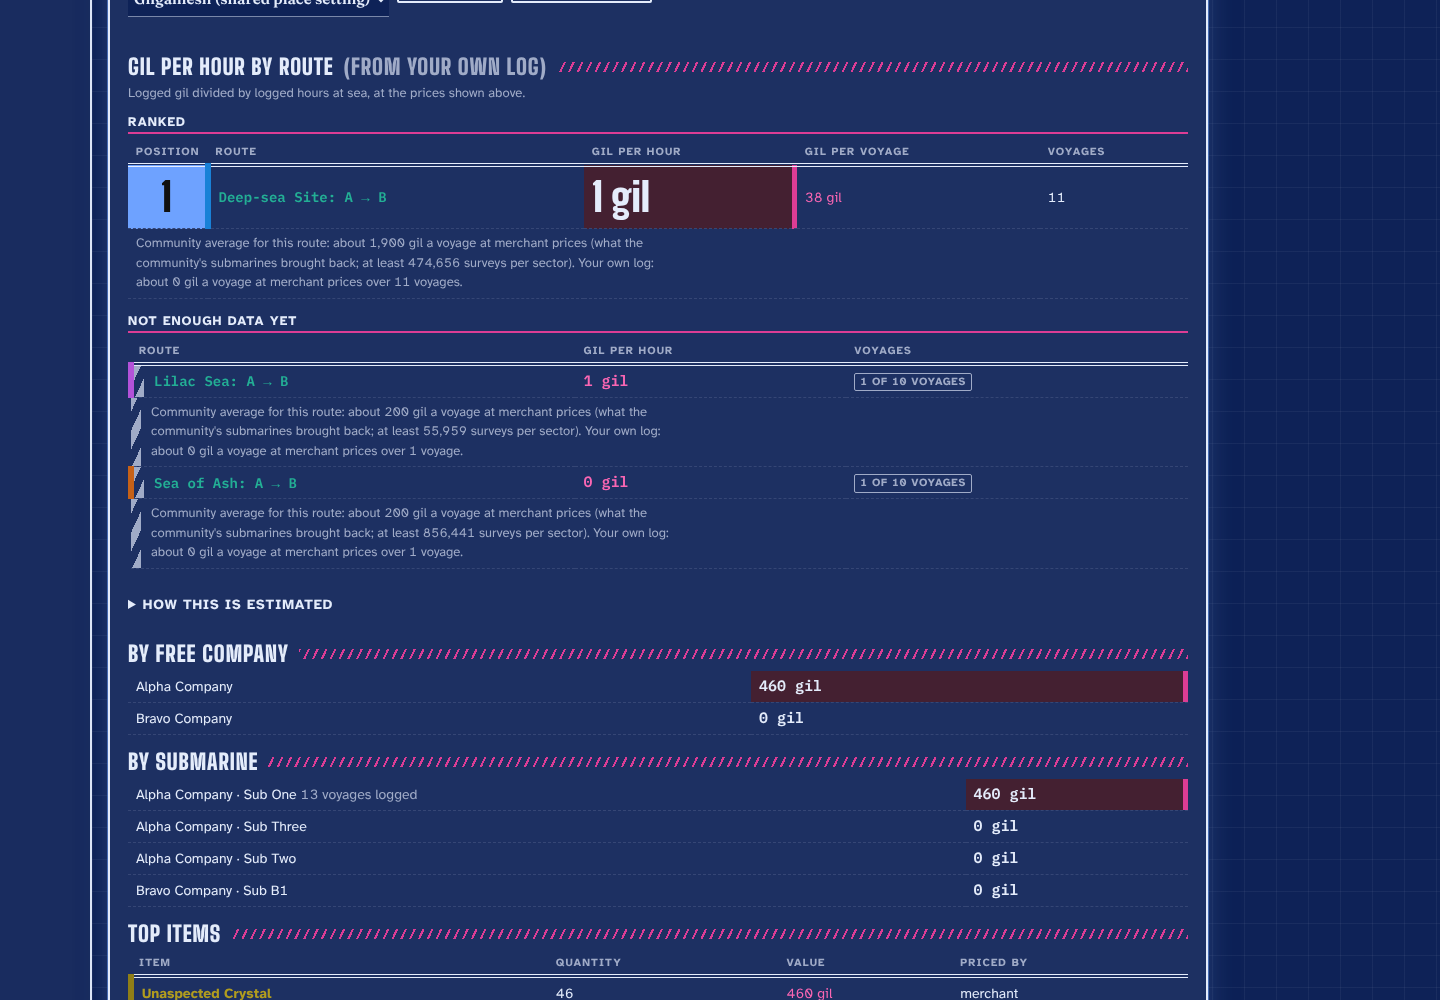 Gilgamesh (shared place setting)
GIL PER HOUR BY ROUTE (FROM YOUR OWN LOG)
Logged gil divided by logged hours at sea, at the prices shown above.
RANKED
POSITION ROUTE GIL PER HOUR GIL PER VOYAGE VOYAGES
1 Deep-sea Site: A → B 1 gil 38 gil 11
Community average for this route: about 1,900 gil a voyage at merchant prices (what the
community's submarines brought back; at least 474,656 surveys per sector). Your own log:
about 0 gil a voyage at merchant prices over 11 voyages.
NOT ENOUGH DATA YET
ROUTE GIL PER HOUR VOYAGES
Lilac Sea: A → B 1 gil 1 OF 10 VOYAGES
Community average for this route: about 200 gil a voyage at merchant prices (what the
community's submarines brought back; at least 55,959 surveys per sector). Your own log:
about 0 gil a voyage at merchant prices over 1 voyage.
Sea of Ash: A → B 0 gil 1 OF 10 VOYAGES
Community average for this route: about 200 gil a voyage at merchant prices (what the
community's submarines brought back; at least 856,441 surveys per sector). Your own log:
about 0 gil a voyage at merchant prices over 1 voyage.
▶ HOW THIS IS ESTIMATED
BY FREE COMPANY
Alpha Company 460 gil
Bravo Company 0 gil
BY SUBMARINE
Alpha Company · Sub One 13 voyages logged 460 gil
Alpha Company · Sub Three 0 gil
Alpha Company · Sub Two 0 gil
Bravo Company · Sub B1 0 gil
TOP ITEMS
ITEM QUANTITY VALUE PRICED BY
Unaspected Crystal 46 460 gil merchant